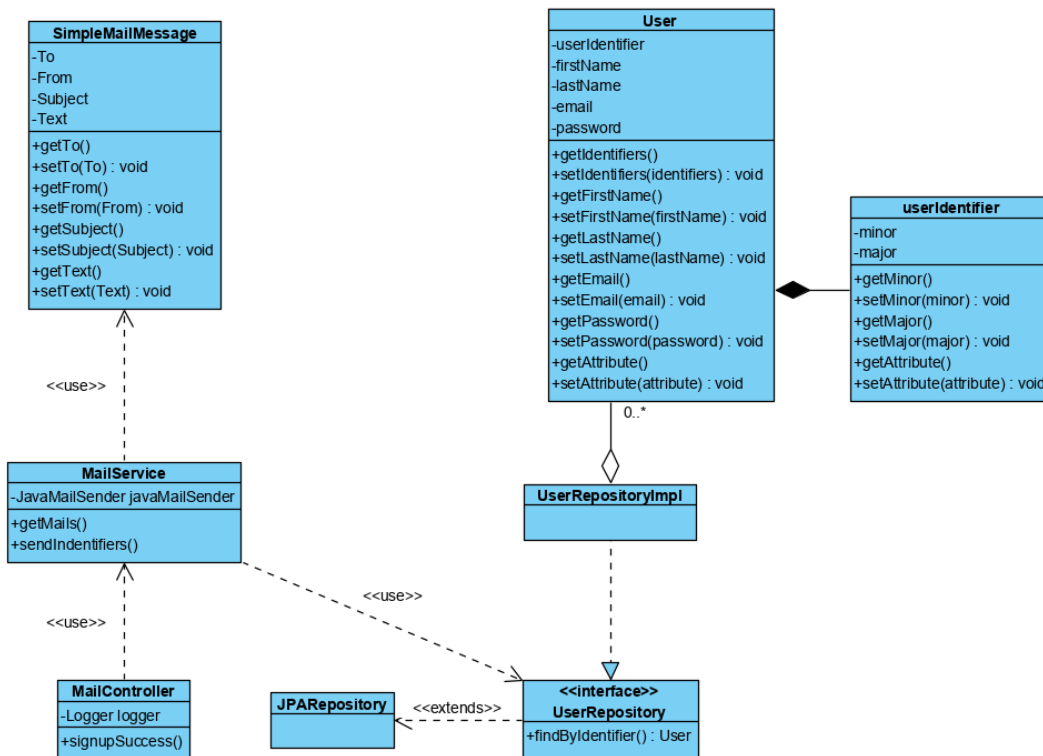 SimpleMailMessage
-To
-From
-Subject
-Text
+getTo()
+setTo(To) : void
+getFrom()
+setFrom(From) : void
+getSubject()
+setSubject(Subject) : void
+getText()
+setText(Text) : void
<<use>>
MailService
-JavaMailSender javaMailSender
+getMails()
+sendIndentifiers()
<<use>>
<<use>>
MailController
-Logger logger
+signupSuccess()
User
-userIdentifier
-firstName
-lastName
-email
-password
+getIdentifiers()
+setIdentifiers(identifiers) : void
+getFirstName()
+setFirstName(firstName) : void
+getLastName()
+setLastName(lastName) : void
+getEmail()
+setEmail(email) : void
+getPassword()
+setPassword(password) : void
+getAttribute()
+setAttribute(attribute) : void
userIdentifier
-minor
-major
+getMinor()
+setMinor(minor) : void
+getMajor()
+setMajor(major) : void
+getAttribute()
+setAttribute(attribute) : void
0..*
UserRepositoryImpl
JPARepository
<<extends>>
<<interface>>
UserRepository
+findByIdentifier() : User